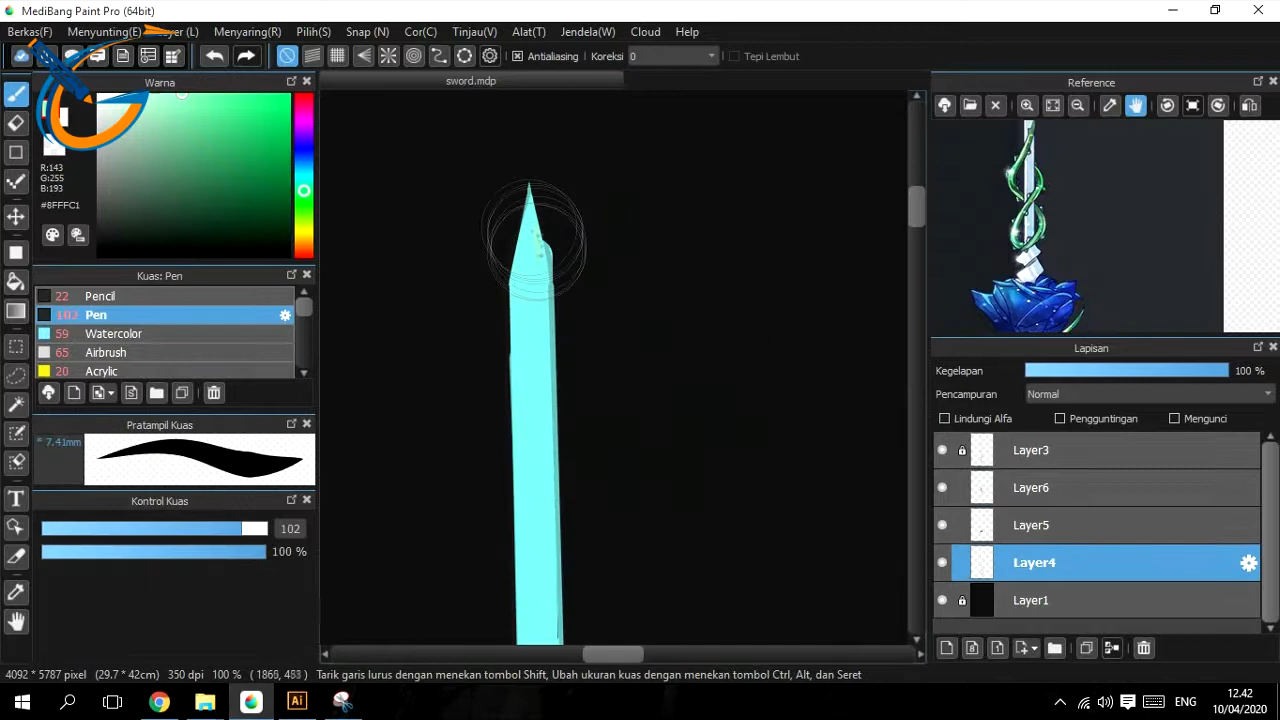 MediBang Paint Pro (64bit)
Berkas(F) Menyunting(E) Layer (L) Menyaring(R) Pilih(S) Snap (N) Cor(C) Tinjau(V) Alat(T) Jendela(W) Cloud Help
Antialiasing Koreksi 0 Tepi Lembut
Warna
sword.mdp
Reference
R:143
G:255
B:193
#8FFFC1
Kuas: Pen
22 Pencil
102 Pen
59 Watercolor
65 Airbrush
20 Acrylic
Pratampil Kuas
* 7.41mm
Kontrol Kuas
102
100 %
Lapisan
Kegelapan 100 %
Pencampuran Normal
Lindungi Alfa Pengguntingan Mengunci
Layer3
Layer6
Layer5
Layer4
Layer1
4092 * 5787 pixel (29.7 * 42cm) 350 dpi 100 % Tarik garis lurus dengan menekan tombol Shift, Ubah ukuran kuas dengan menekan tombol Ctrl, Alt, dan Seret
T
Ai
ENG
12.42
10/04/2020